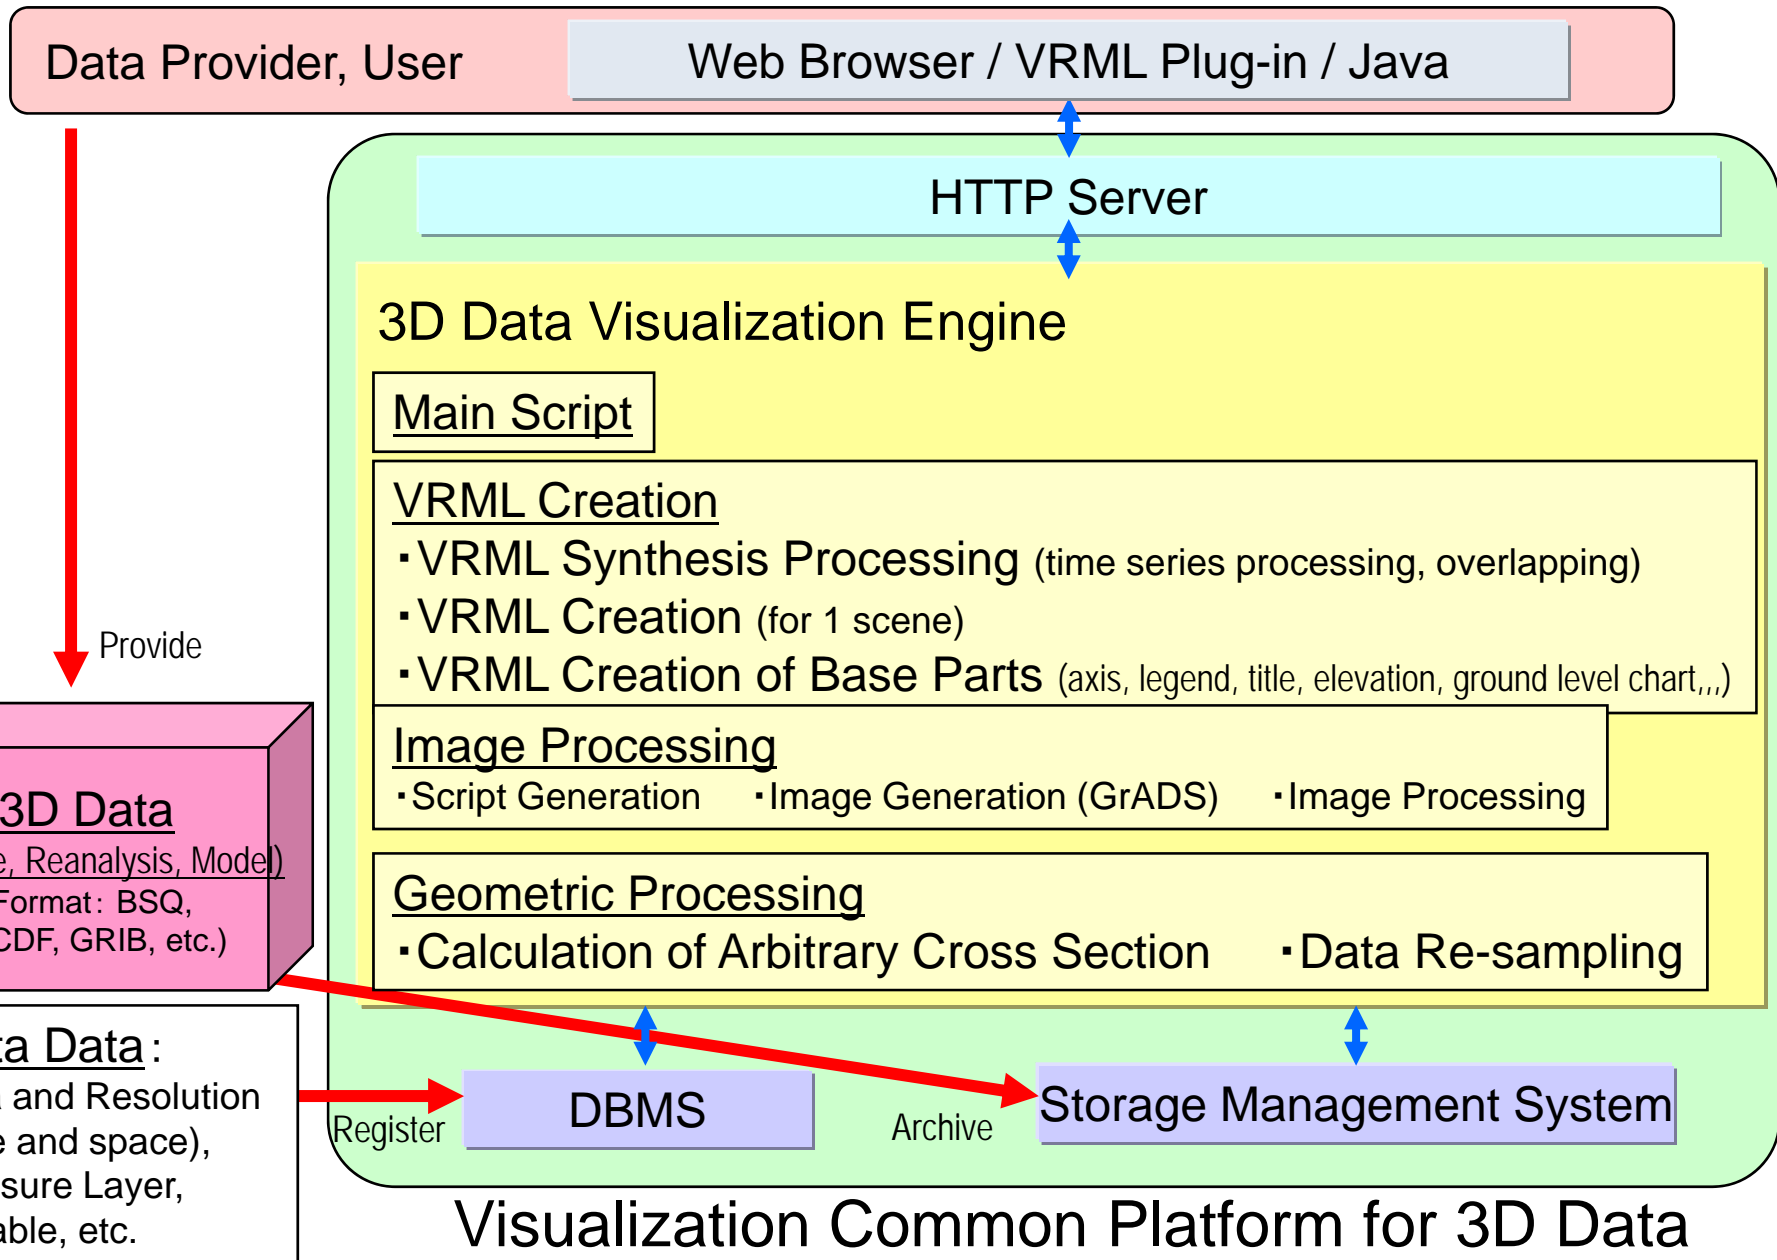 Data Provider, User
Web Browser / VRML Plug-in / Java
HTTP Server
3D Data Visualization Engine
Main Script
VRML Creation
・VRML Synthesis Processing (time series processing, overlapping)
・VRML Creation (for 1 scene)
・VRML Creation of Base Parts (axis, legend, title, elevation, ground level chart,,,)
Image Processing
・Script Generation ・Image Generation (GrADS) ・Image Processing
Geometric Processing
・Calculation of Arbitrary Cross Section ・Data Re-sampling
Provide
3D Data
Reanalysis, Model)
Format: BSQ,
CDF, GRIB, etc.)
Data:
and Resolution
and space),
Layer,
etc.
Register
DBMS
Archive
Storage Management System
Visualization Common Platform for 3D Data